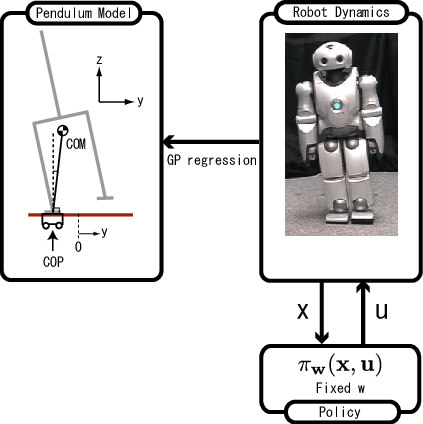 Pendulum Model
Robot Dynamics
z
y
COM
y
0
COP
GP regression
x
u
π_w(x, u)
Fixed w
Policy